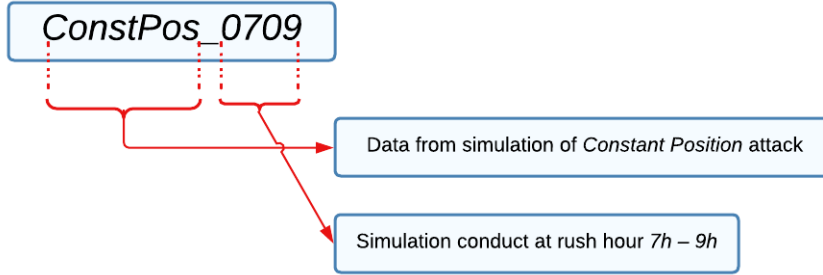 ConstPos_0709
Data from simulation of Constant Position attack
Simulation conduct at rush hour 7h – 9h